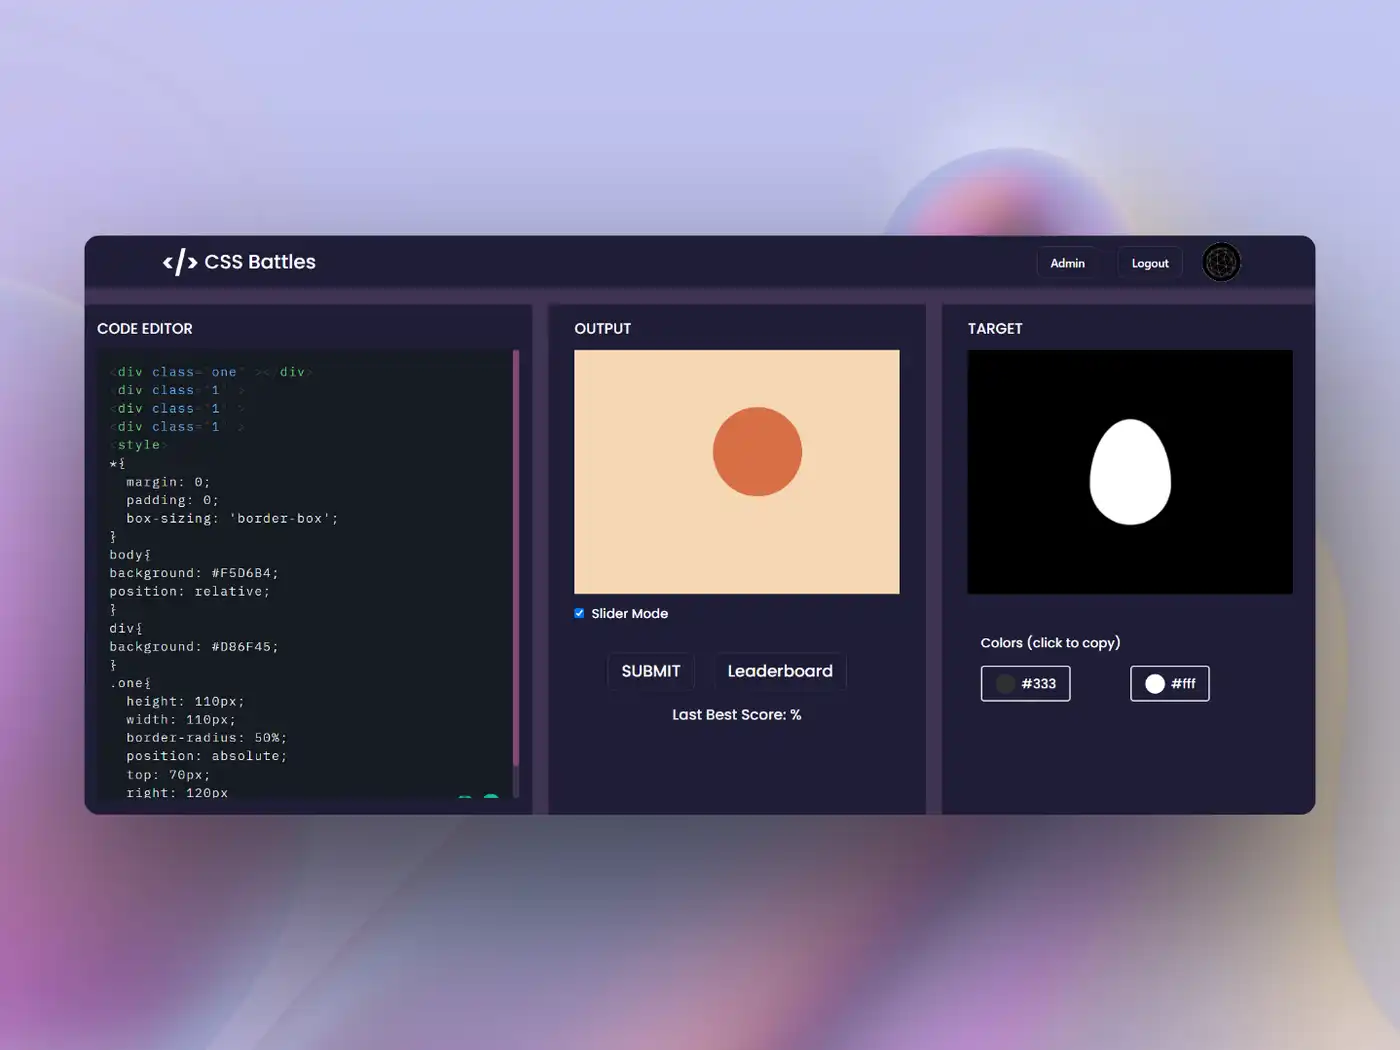 </> CSS Battles
Admin
Logout
CODE EDITOR
<div class="one" ></div>
<div class="1" >
<div class="1" >
<div class="1" >
<style>
*{
margin: 0;
padding: 0;
box-sizing: 'border-box';
}
body{
background: #F5D6B4;
position: relative;
}
div{
background: #D86F45;
}
.one{
height: 110px;
width: 110px;
border-radius: 50%;
position: absolute;
top: 70px;
right: 120px
OUTPUT
Slider Mode
SUBMIT
Leaderboard
Last Best Score: %
TARGET
Colors (click to copy)
#333
#fff